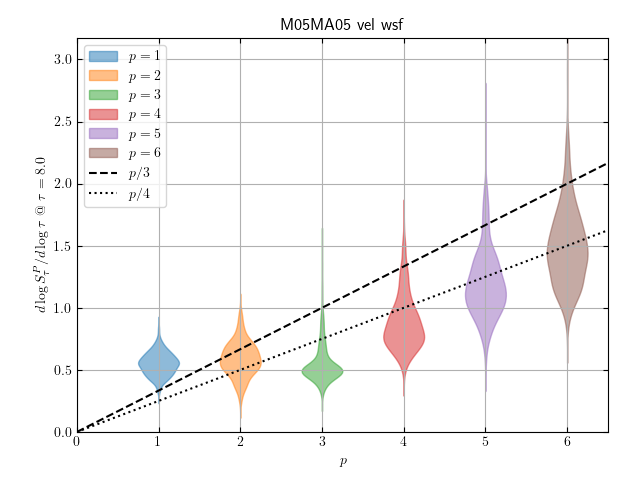 M05MA05 vel wsf
d log S_τ^P / d log τ @ τ = 8.0
3.0
2.5
2.0
1.5
1.0
0.5
0.0
p = 1
p = 2
p = 3
p = 4
p = 5
p = 6
p/3
p/4
0 1 2 3 4 5 6
p